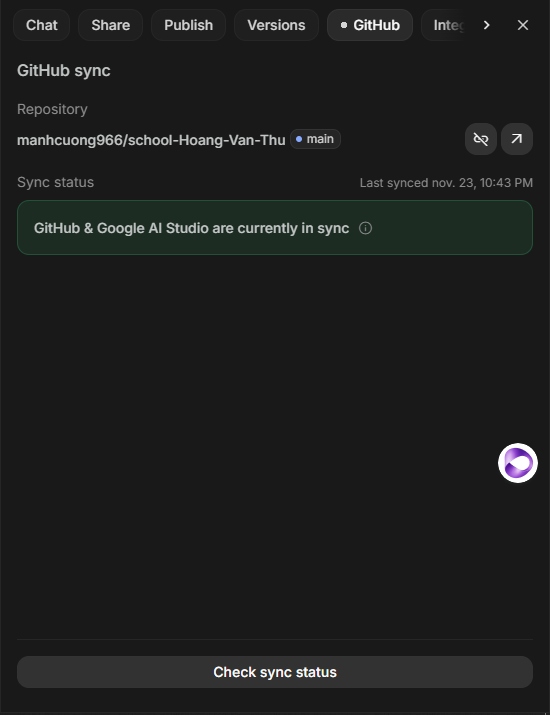 Chat Share Publish Versions GitHub
GitHub sync
Repository
manhcuong966/school-Hoang-Van-Thu main
Sync status Last synced nov. 23, 10:43 PM
GitHub & Google AI Studio are currently in sync
Check sync status